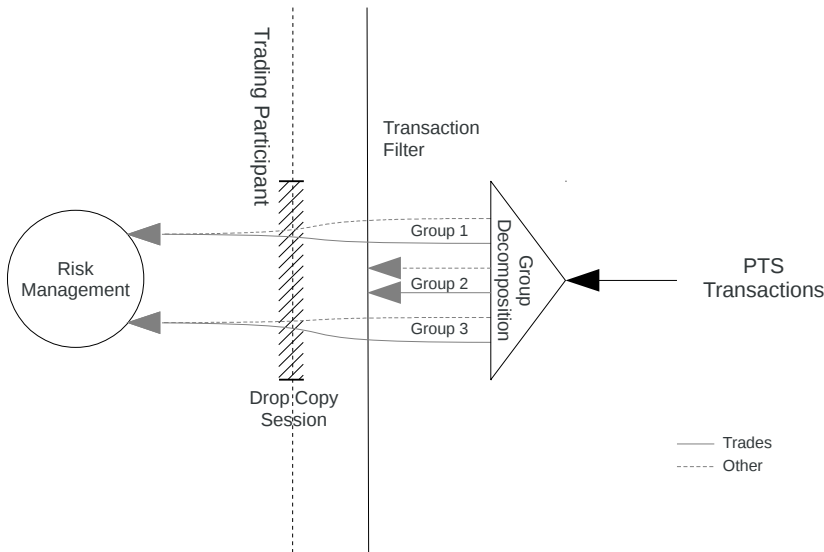 Trading Participant
Transaction
Filter
Group 1
Group 2
Group 3
Group
Decomposition
Risk
Management
PTS
Transactions
Drop Copy
Session
Trades
Other